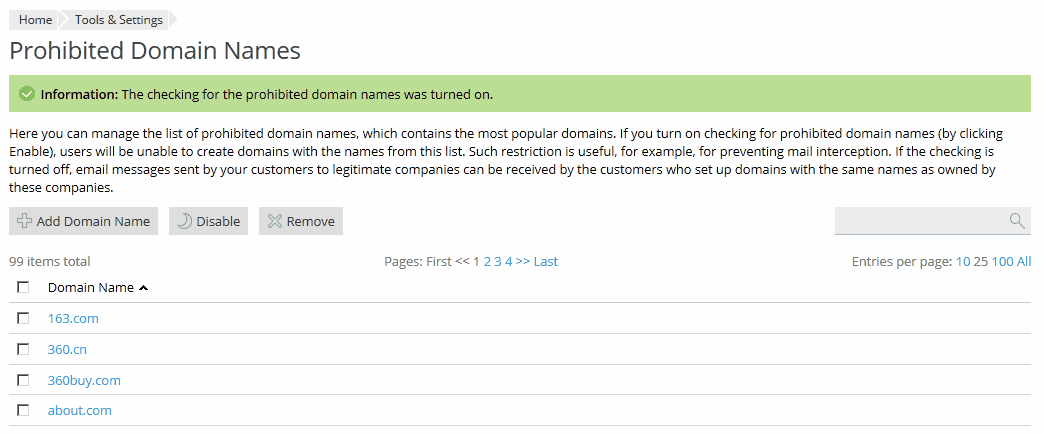 Home Tools & Settings
Prohibited Domain Names
Information: The checking for the prohibited domain names was turned on.
Here you can manage the list of prohibited domain names, which contains the most popular domains. If you turn on checking for prohibited domain names (by clicking
Enable), users will be unable to create domains with the names from this list. Such restriction is useful, for example, for preventing mail interception. If the checking is
turned off, email messages sent by your customers to legitimate companies can be received by the customers who set up domains with the same names as owned by
these companies.
Add Domain Name Disable Remove
99 items total Pages: First << 1 2 3 4 >> Last Entries per page: 10 25 100 All
Domain Name
163.com
360.cn
360buy.com
about.com